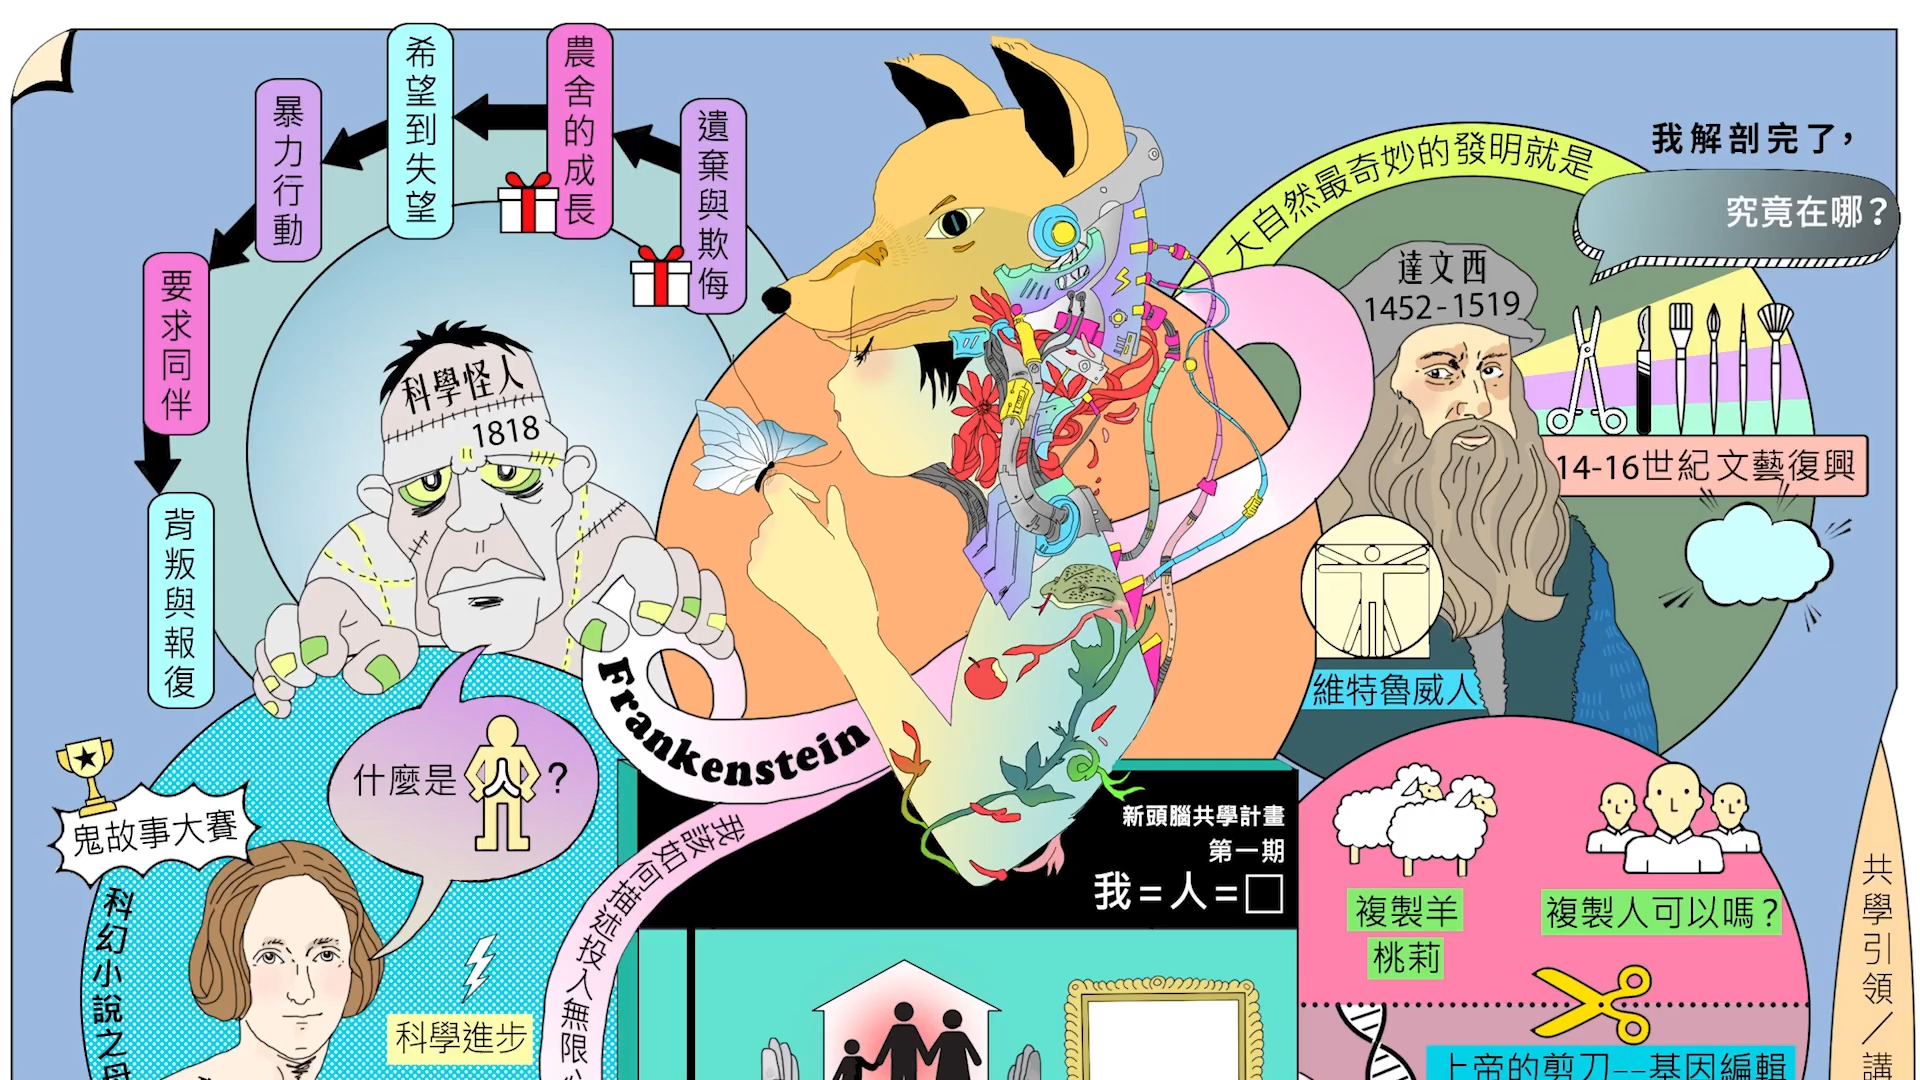 遺棄與欺侮
農舍的成長
希望到失望
暴力行動
要求同伴
背叛與報復
科學怪人
1818
Frankenstein
什麼是人?
鬼故事大賽
科幻小說之母
科學進步
我該如何描述投入無限心
新頭腦共學計畫
第一期
我=人=□
大自然最奇妙的發明就是
我解剖完了,
究竟在哪?
達文西
1452-1519
14-16世紀 文藝復興
維特魯威人
複製羊
桃莉
複製人可以嗎?
上帝的剪刀--基因編輯
共學引領/講